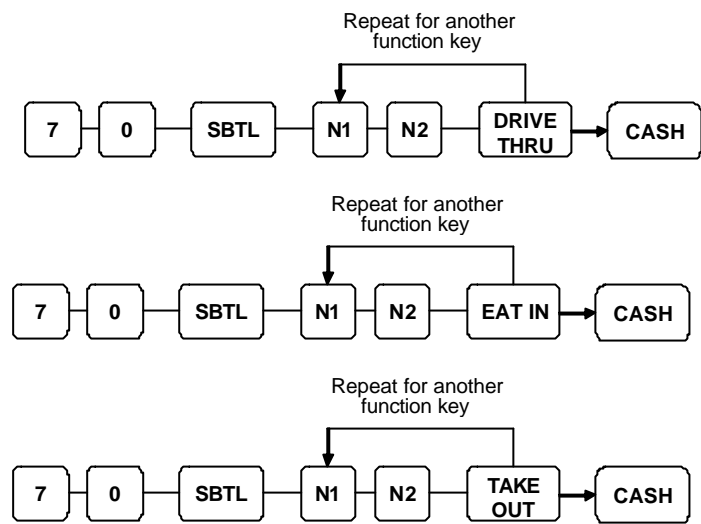 Repeat for another
function key
7 0 SBTL N1 N2 DRIVE THRU CASH
Repeat for another
function key
7 0 SBTL N1 N2 EAT IN CASH
Repeat for another
function key
7 0 SBTL N1 N2 TAKE OUT CASH